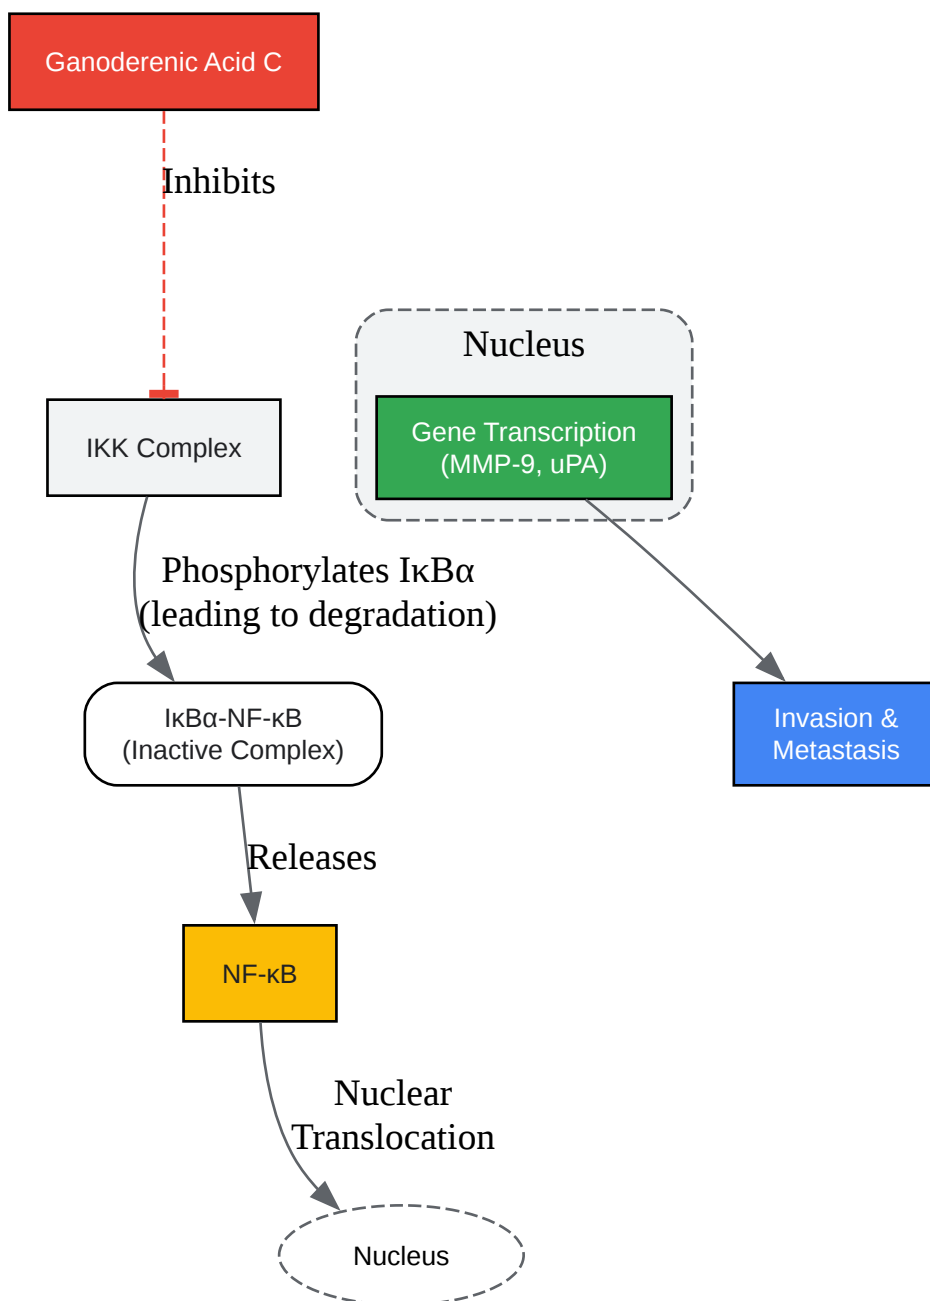 Ganoderenic Acid C
Inhibits
Nucleus
Gene Transcription
(MMP-9, uPA)
IKK Complex
Phosphorylates IκBα
(leading to degradation)
IκBα-NF-κB
(Inactive Complex)
Invasion &
Metastasis
Releases
NF-κB
Nuclear
Translocation
Nucleus